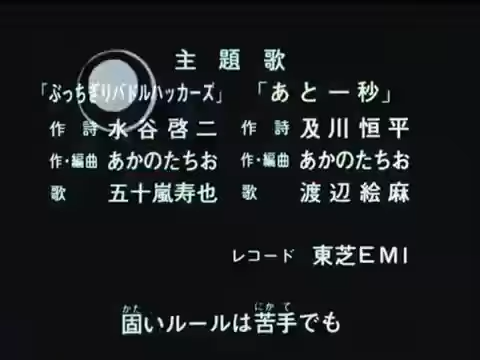 主題歌
「ぶっちぎりバトルハッカーズ」 「あと一秒」
作詩 水谷啓二 作詩 及川恒平
作・編曲 あかのたちお 作・編曲 あかのたちお
歌 五十嵐寿也 歌 渡辺絵麻
レコード 東芝EMI
かた にが て
固いルールは苦手でも